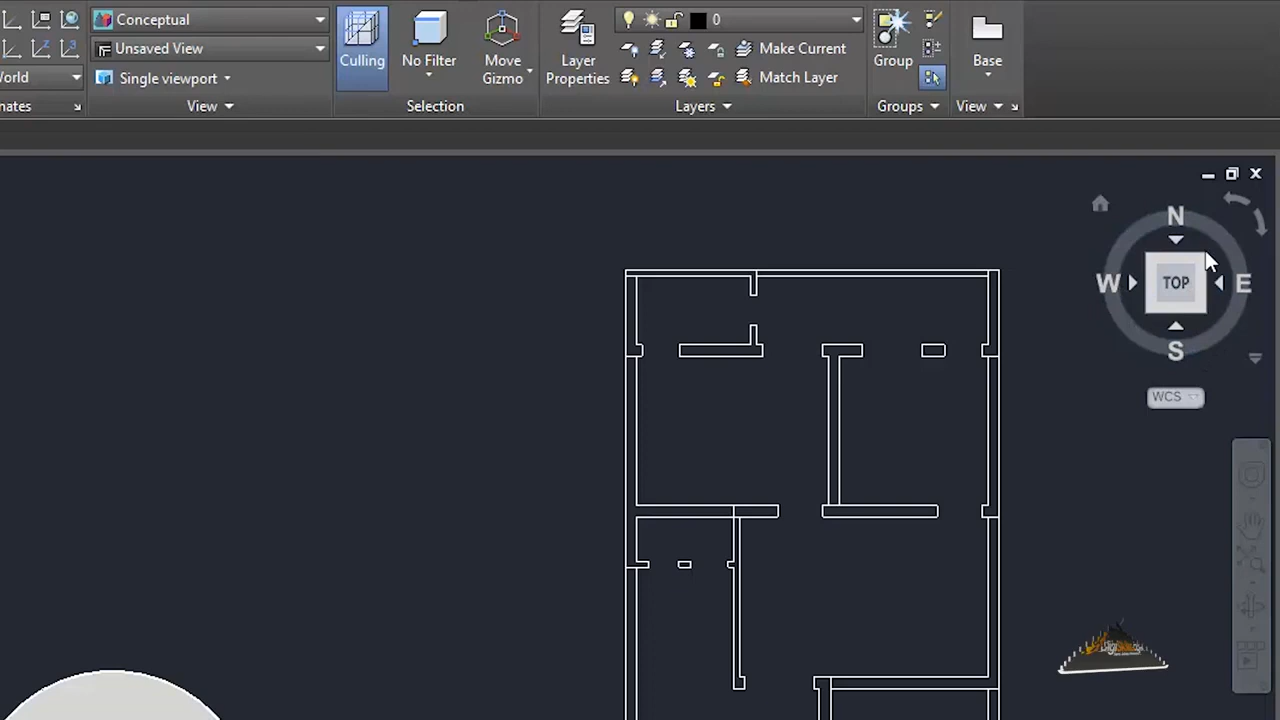 Conceptual
Unsaved View
World
Single viewport
nates
View
Culling
No Filter
Move
Gizmo
Selection
Layer
Properties
0
Make Current
Match Layer
Layers
Group
Groups
Base
View
N
W
TOP
E
S
WCS